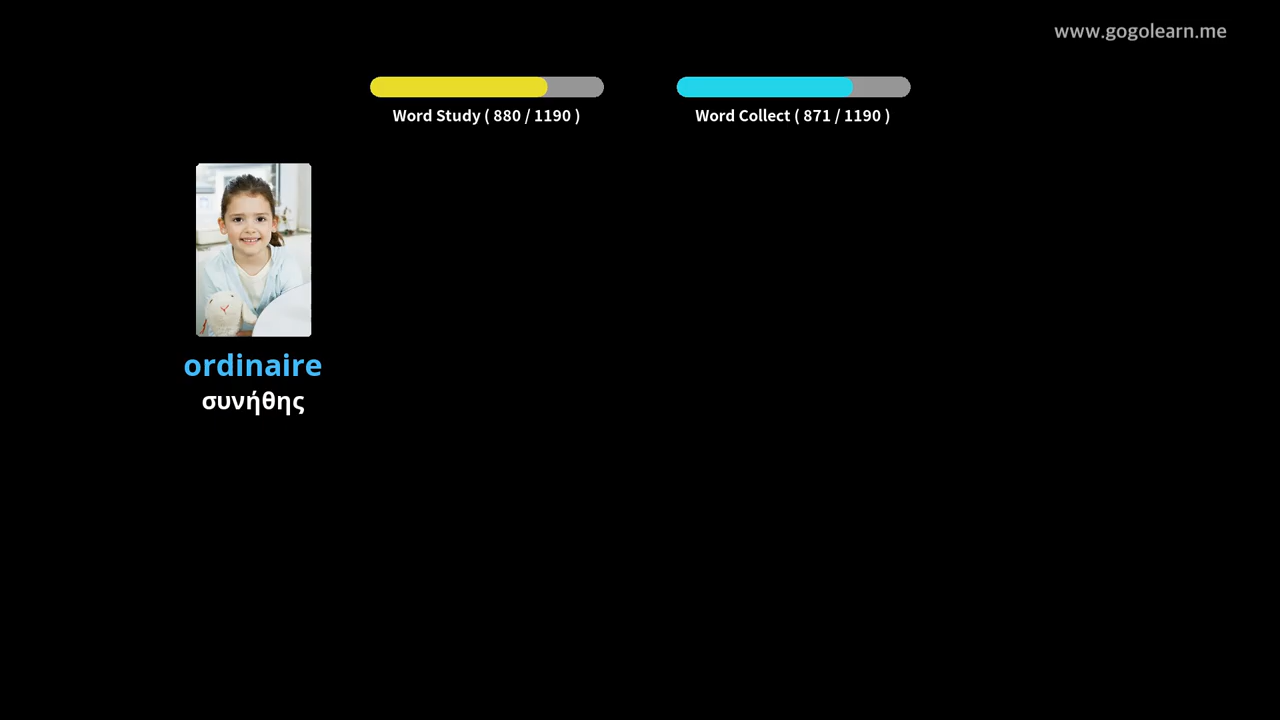 www.gogolearn.me
Word Study ( 880 / 1190 )
Word Collect ( 871 / 1190 )
ordinaire
συνήθης